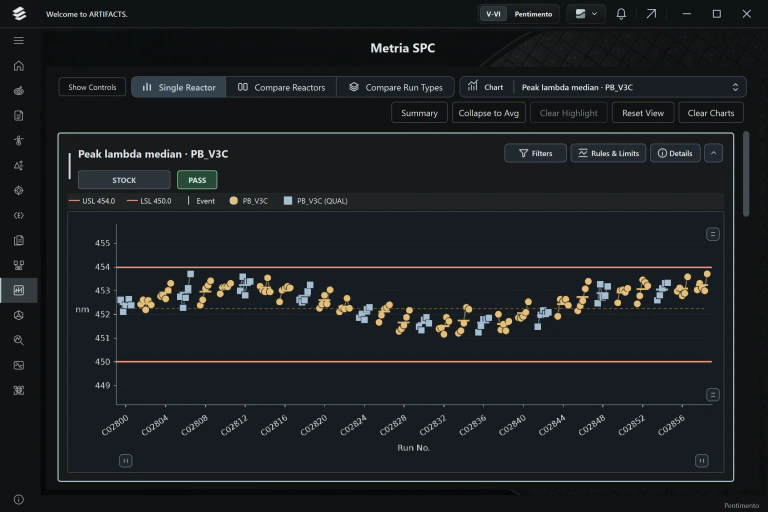 Welcome to ARTIFACTS.
V-VI Pentimento
Metria SPC
Show Controls
Single Reactor
Compare Reactors
Compare Run Types
Chart
Peak lambda median · PB_V3C
Summary
Collapse to Avg
Clear Highlight
Reset View
Clear Charts
Peak lambda median · PB_V3C
Filters
Rules & Limits
Details
STOCK
PASS
USL 454.0
LSL 450.0
Event
PB_V3C
PB_V3C (QUAL)
455
454
453
nm
452
451
450
449
C02800
C02804
C02808
C02812
C02816
C02820
C02824
C02828
C02832
C02836
C02840
C02844
C02848
C02852
C02856
Run No.
Pentimento